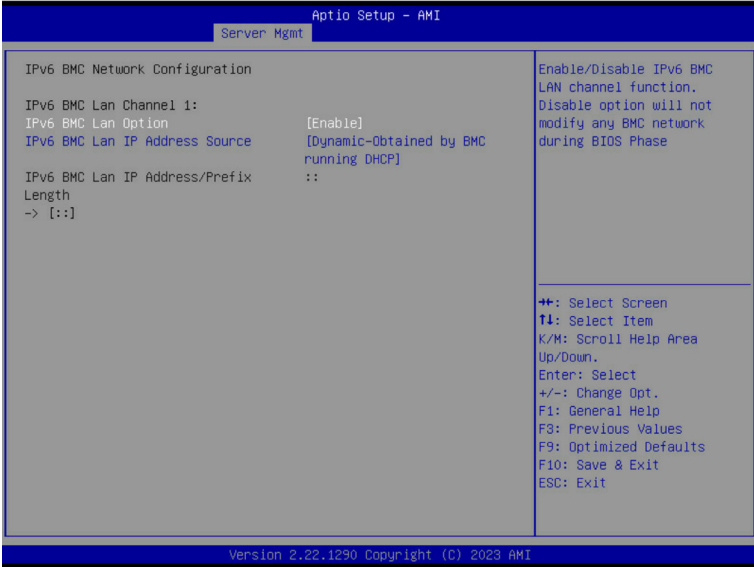 Aptio Setup – AMI
Server Mgmt
IPv6 BMC Network Configuration
IPv6 BMC Lan Channel 1:
IPv6 BMC Lan Option [Enable]
IPv6 BMC Lan IP Address Source [Dynamic-Obtained by BMC
running DHCP]
IPv6 BMC Lan IP Address/Prefix ::
Length
-> [::]
Enable/Disable IPv6 BMC
LAN channel function.
Disable option will not
modify any BMC network
during BIOS Phase
→←: Select Screen
↑↓: Select Item
K/M: Scroll Help Area
Up/Down.
Enter: Select
+/-: Change Opt.
F1: General Help
F3: Previous Values
F9: Optimized Defaults
F10: Save & Exit
ESC: Exit
Version 2.22.1290 Copyright (C) 2023 AMI